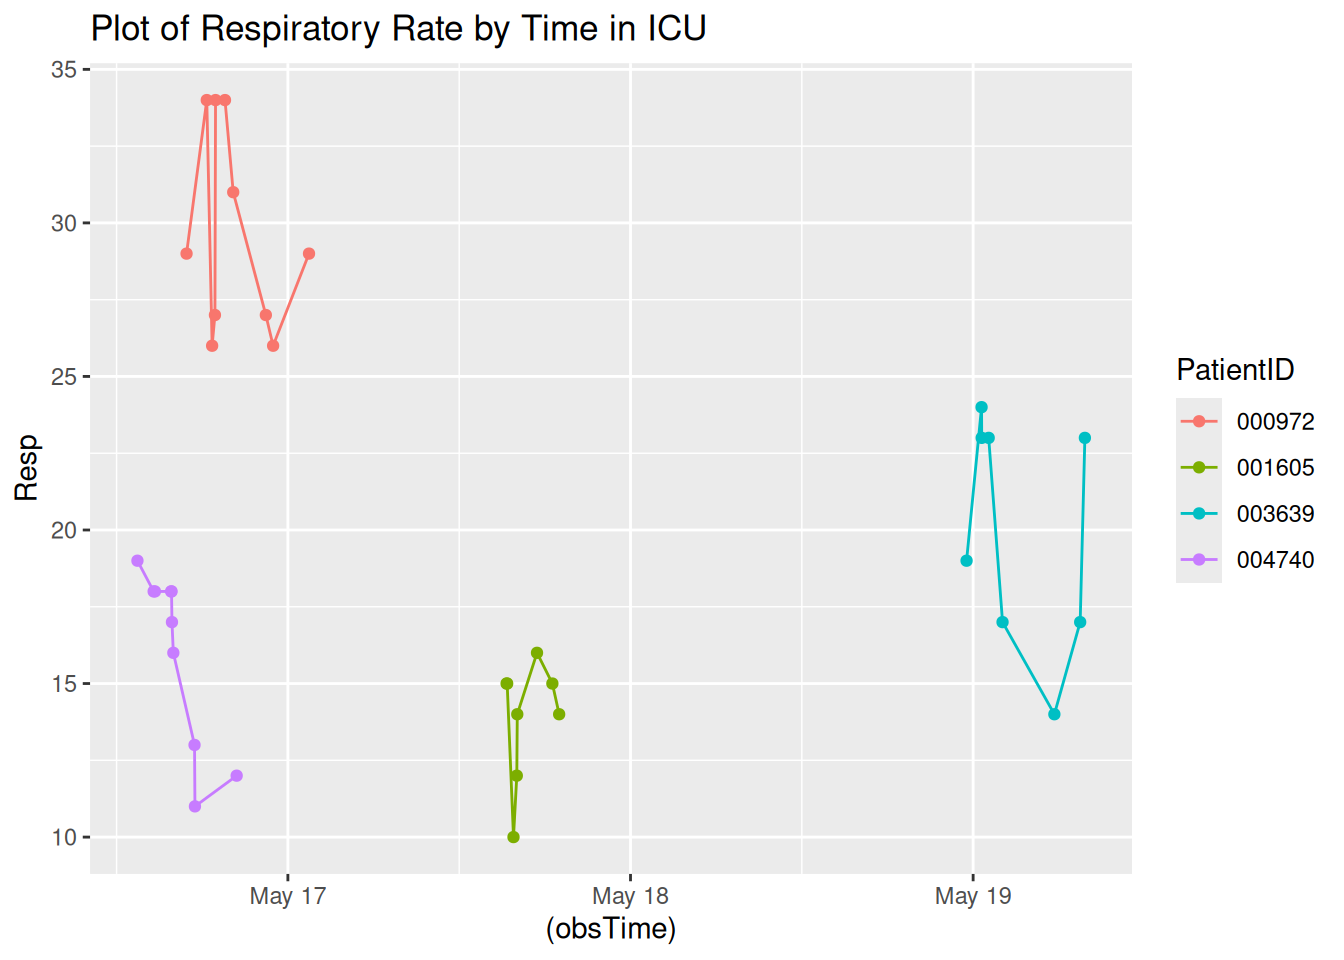 Plot of Respiratory Rate by Time in ICU
35
30
25
20
15
10
Resp
May 17
May 18
May 19
(obsTime)
PatientID
000972
001605
003639
004740